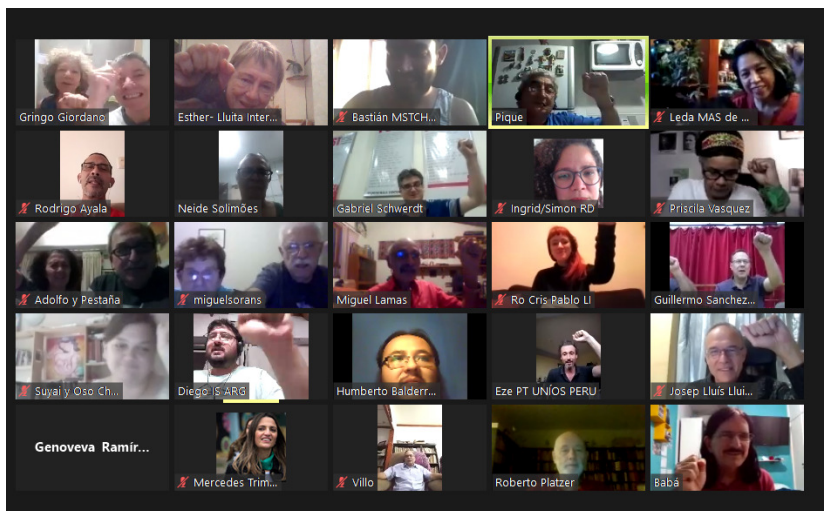 Gringo Giordano
Esther- Lluita Inter...
Bastián MSTCH...
Pique
Leda MAS de ...
Rodrigo Ayala
Neide Solimões
Gabriel Schwerdt
Ingrid/Simon RD
Priscila Vasquez
Adolfo y Pestaña
miguelsorans
Miguel Lamas
Ro Cris Pablo LI
Guillermo Sanchez...
Suyai y Oso Ch...
Diego IS ARG
Humberto Balderr...
Eze PT UNÍOS PERU
Josep Lluís Llui...
Genoveva Ramír...
Mercedes Trim...
Villo
Roberto Platzer
Babá